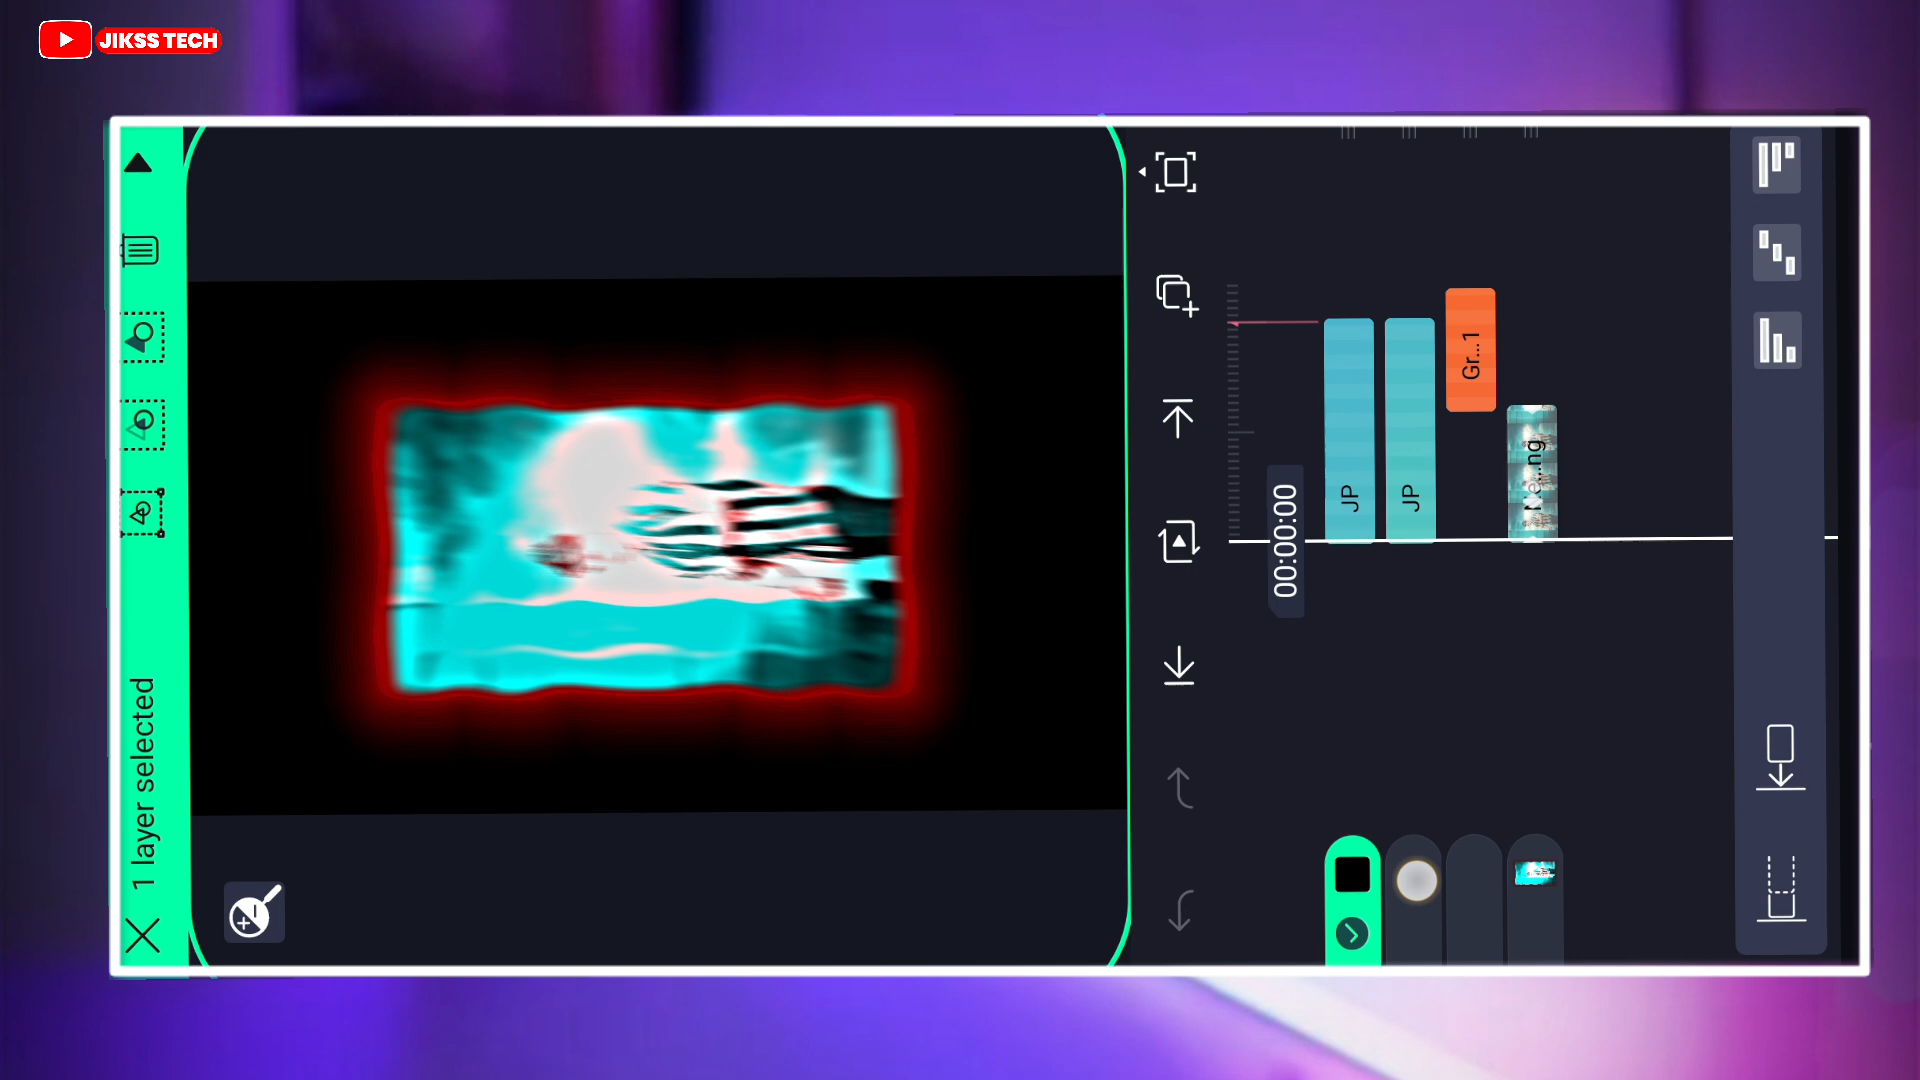 JIKSS TECH
1 layer selected
00:00:00
JP
JP
Gr...1